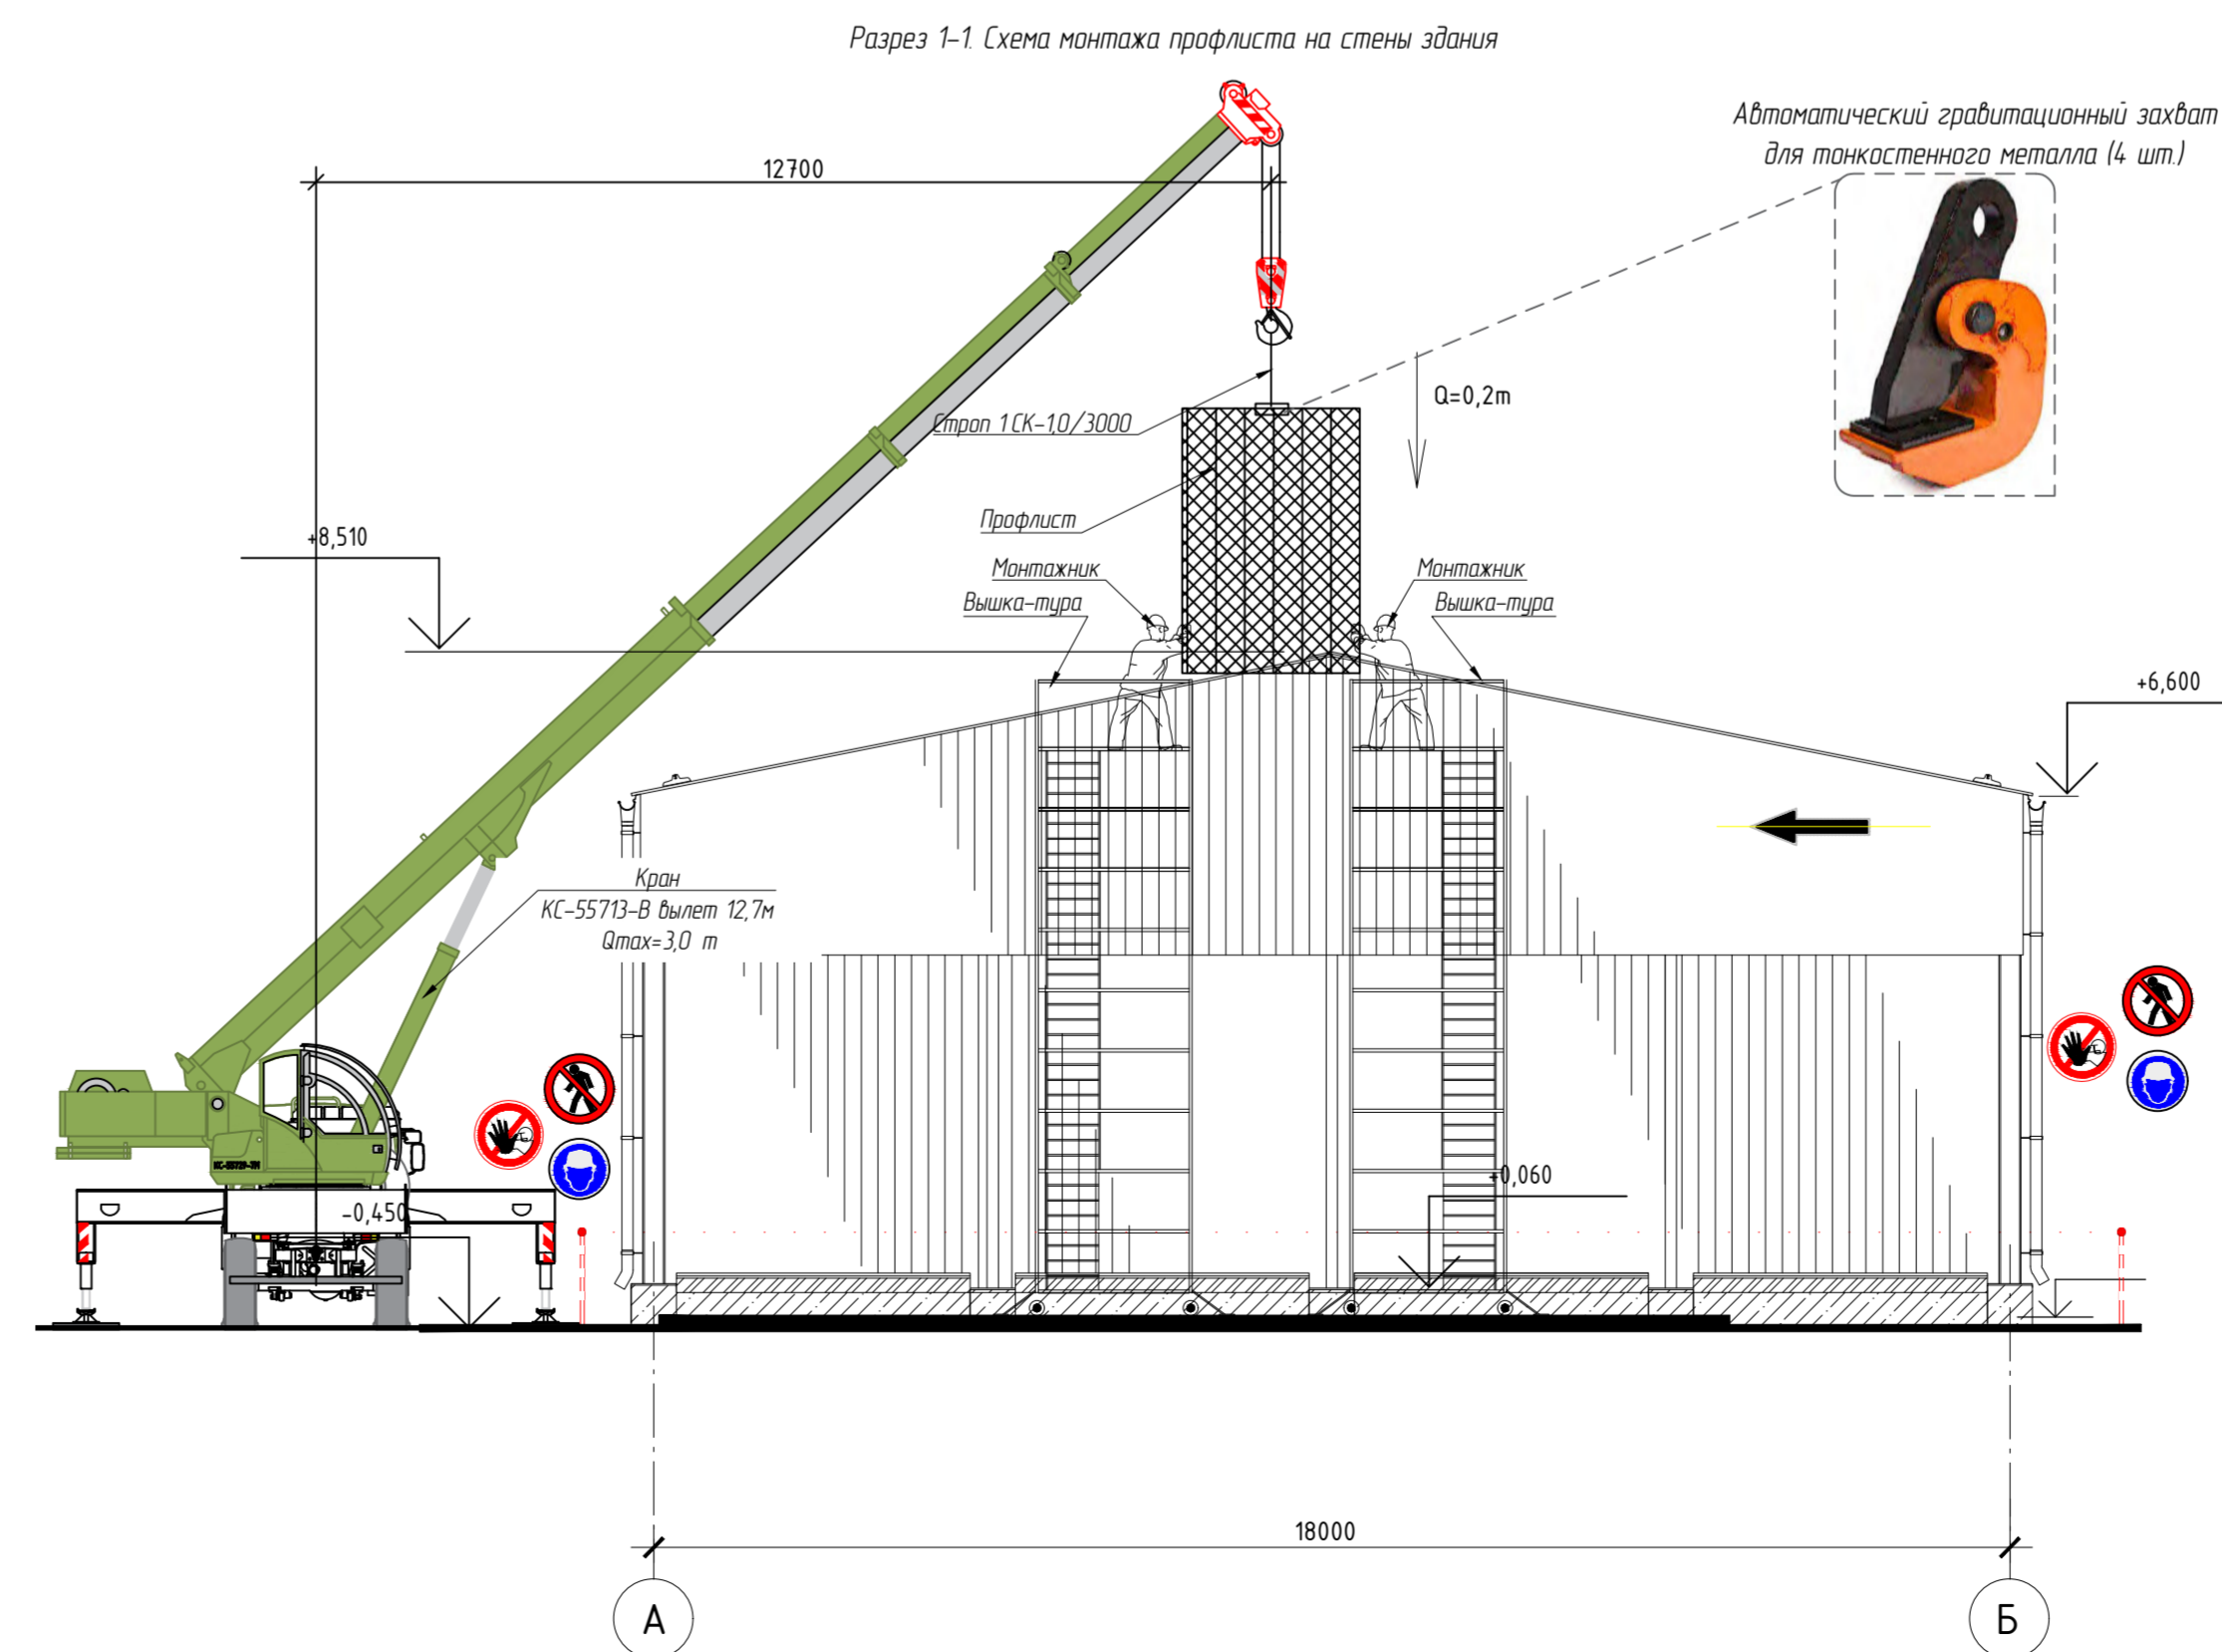 Разрез 1-1. Схема монтажа профлиста на стены здания
Автоматический гравитационный захват
для тонкостенного металла (4 шт.)
12700
Q=0,2т
Строп 1СК-1,0/3000
Профлист
+8,510
Монтажник
Вышка-тура
Монтажник
Вышка-тура
+6,600
Кран
КС-55713-В вылет 12,7м
Qmax=3,0 т
+0,060
-0,450
18000
А
Б